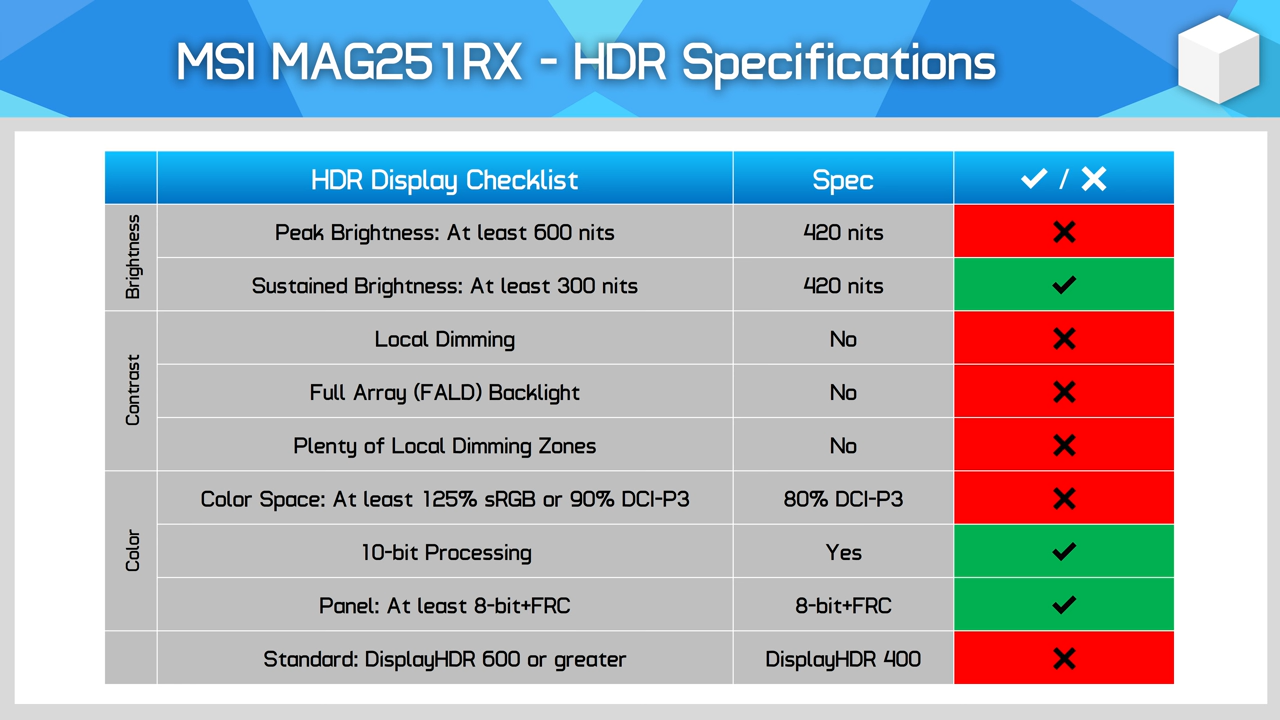 MSI MAG251RX - HDR Specifications
HDR Display Checklist Spec ✓ / ✕
Brightness
Peak Brightness: At least 600 nits 420 nits ✕
Sustained Brightness: At least 300 nits 420 nits ✓
Contrast
Local Dimming No ✕
Full Array (FALD) Backlight No ✕
Plenty of Local Dimming Zones No ✕
Color
Color Space: At least 125% sRGB or 90% DCI-P3 80% DCI-P3 ✕
10-bit Processing Yes ✓
Panel: At least 8-bit+FRC 8-bit+FRC ✓
Standard: DisplayHDR 600 or greater DisplayHDR 400 ✕